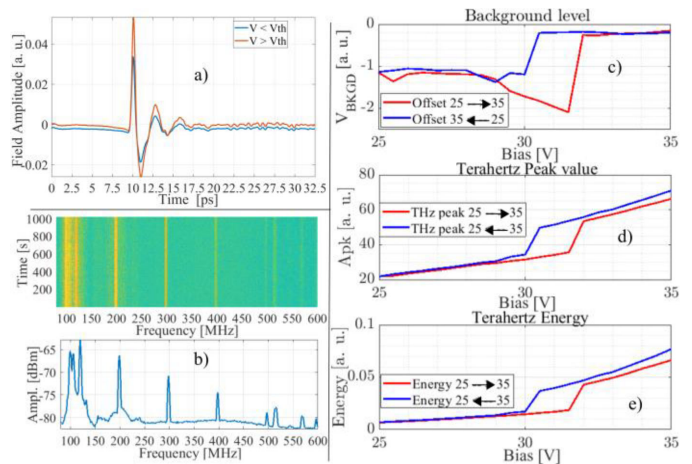 0.04
0.02
0
-0.02
Field Amplitude [a. u.]
V < Vth
V > Vth
a)
0 2.5 5 7.5 10 12.5 15 17.5 20 22.5 25 27.5 30 32.5
Time [ps]
1000
800
600
400
200
Time [s]
100 150 200 250 300 350 400 450 500 550 600
Frequency [MHz]
-65
-70
-75
-80
Ampl. [dBm]
b)
100 150 200 250 300 350 400 450 500 550 600
Frequency [MHz]
Background level
0
-1
-2
V BKGD [a. u.]
c)
Offset 25 → 35
Offset 35 ← 25
25 30 35
Bias [V]
Terahertz Peak value
80
60
40
20
Apk [a. u.]
THz peak 25 → 35
THz peak 25 ← 35
d)
25 30 35
Bias [V]
Terahertz Energy
0.1
0.05
0
Energy [a. u.]
Energy 25 → 35
Energy 25 ← 35
e)
25 30 35
Bias [V]